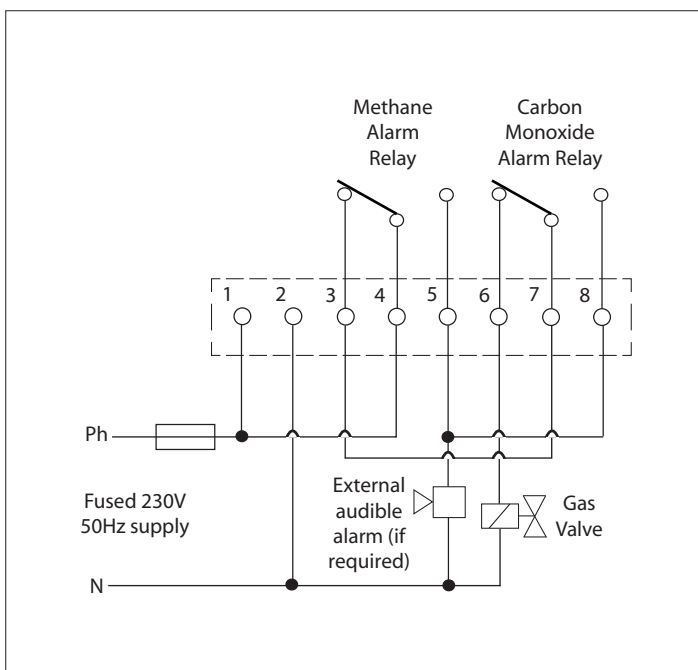 Methane
Alarm
Relay
Carbon
Monoxide
Alarm Relay
1 2 3 4 5 6 7 8
Ph
Fused 230V
50Hz supply
External
audible
alarm (if
required)
Gas
Valve
N